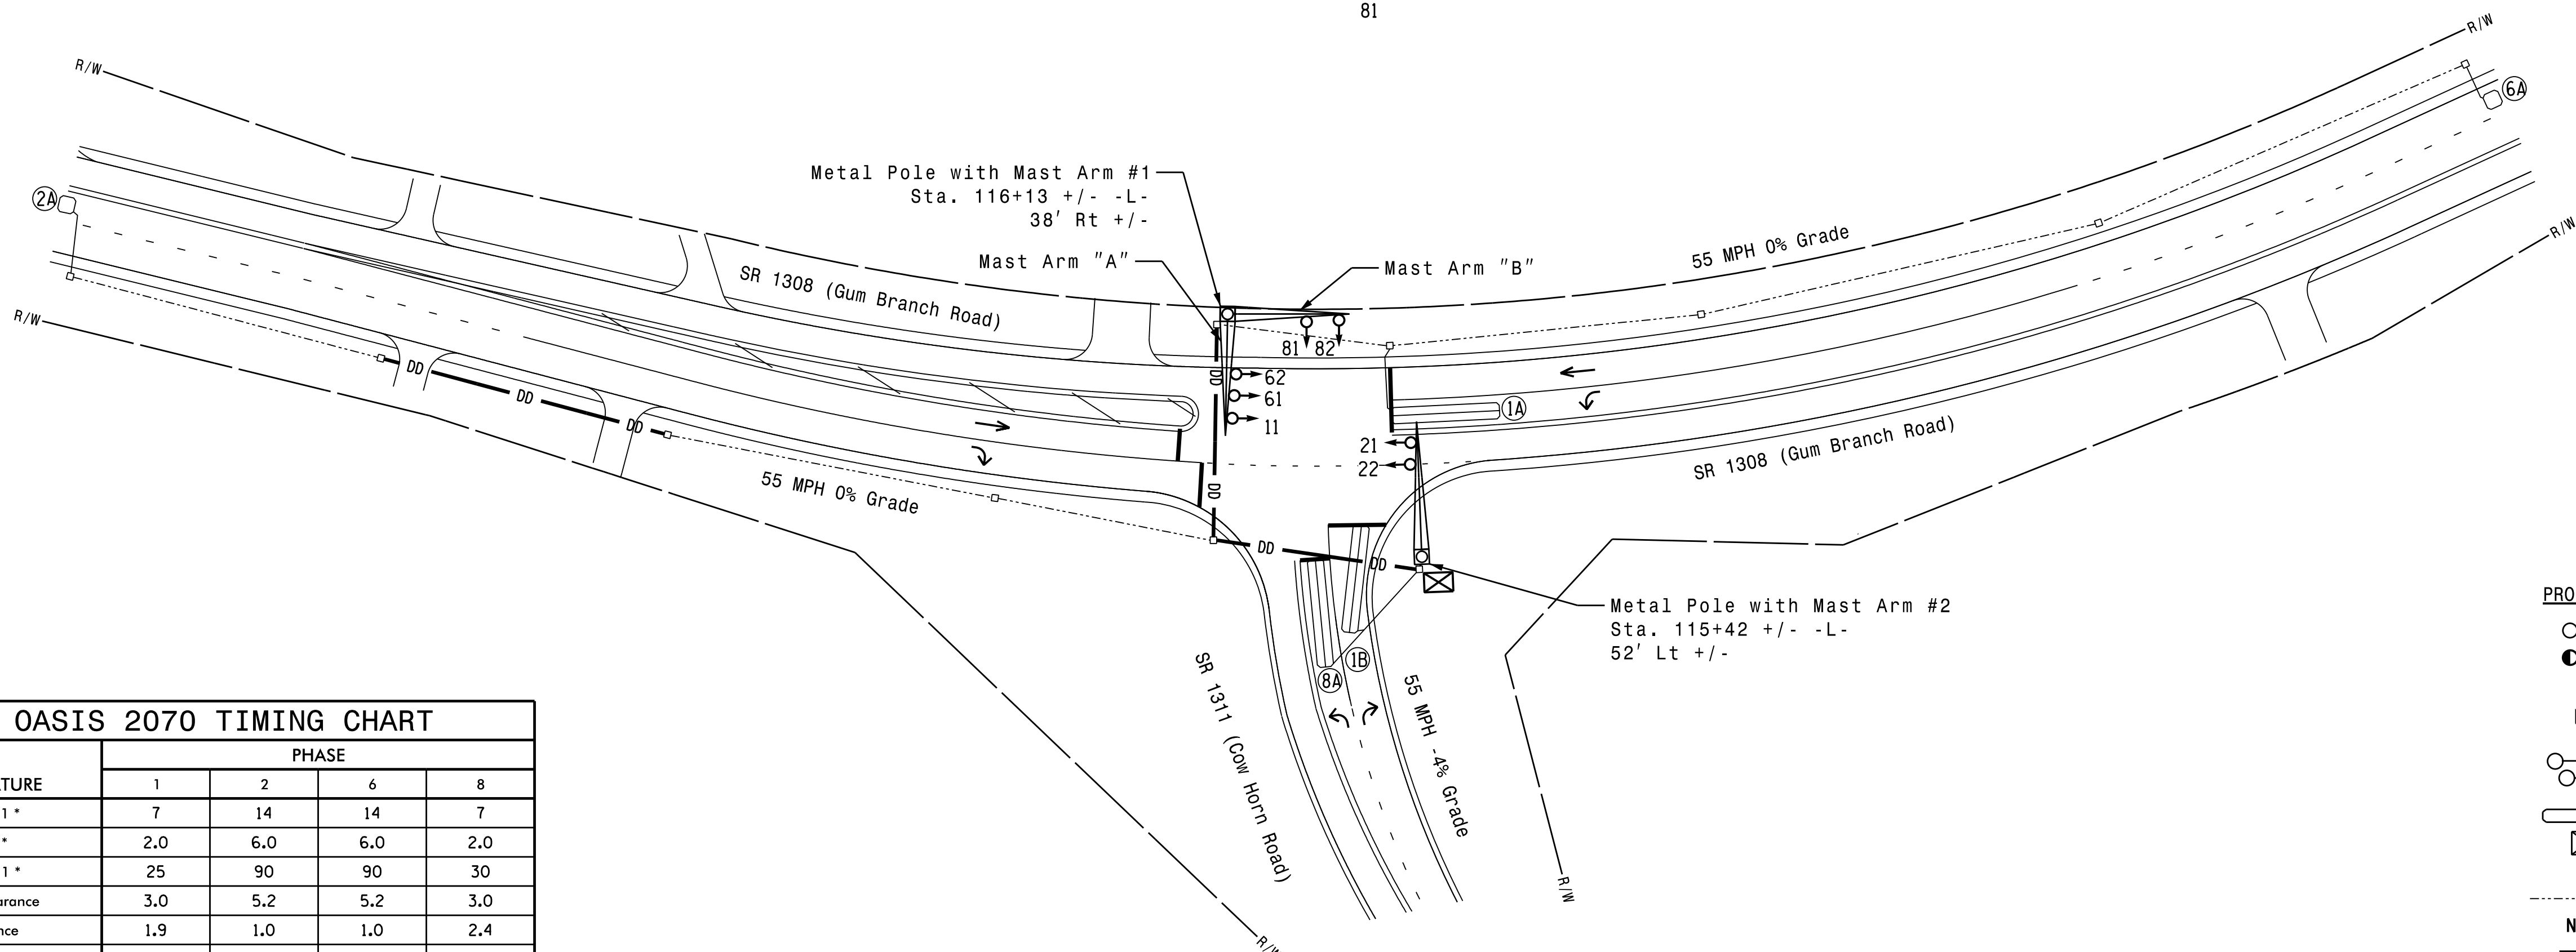 81
R/W
R/W
6A
Metal Pole with Mast Arm #1
Sta. 116+13 +/- -L-
38' Rt +/-
2A
Mast Arm "A"
Mast Arm "B"
55 MPH 0% Grade
R/W
SR 1308 (Gum Branch Road)
R/W
81 82
DD
62
61
11
1A
DD
DD
DD
21
22
SR 1308 (Gum Branch Road)
55 MPH 0% Grade
DD
DD
DD
Metal Pole with Mast Arm #2
Sta. 115+42 +/- -L-
52' Lt +/-
1B
8A
SR 1311 (Cow Horn Road)
55 MPH -4% Grade
R/W
R/W
OASIS 2070 TIMING CHART
PHASE
1 2 6 8
1 * 7 14 14 7
* 2.0 6.0 6.0 2.0
1 * 25 90 90 30
3.0 5.2 5.2 3.0
1.9 1.0 1.0 2.4